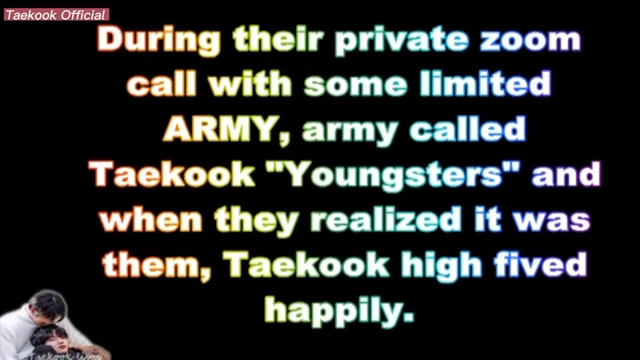 Taekook Official
During their private zoom
call with some limited
ARMY, army called
Taekook "Youngsters" and
when they realized it was
them, Taekook high fived
happily.
Taekook